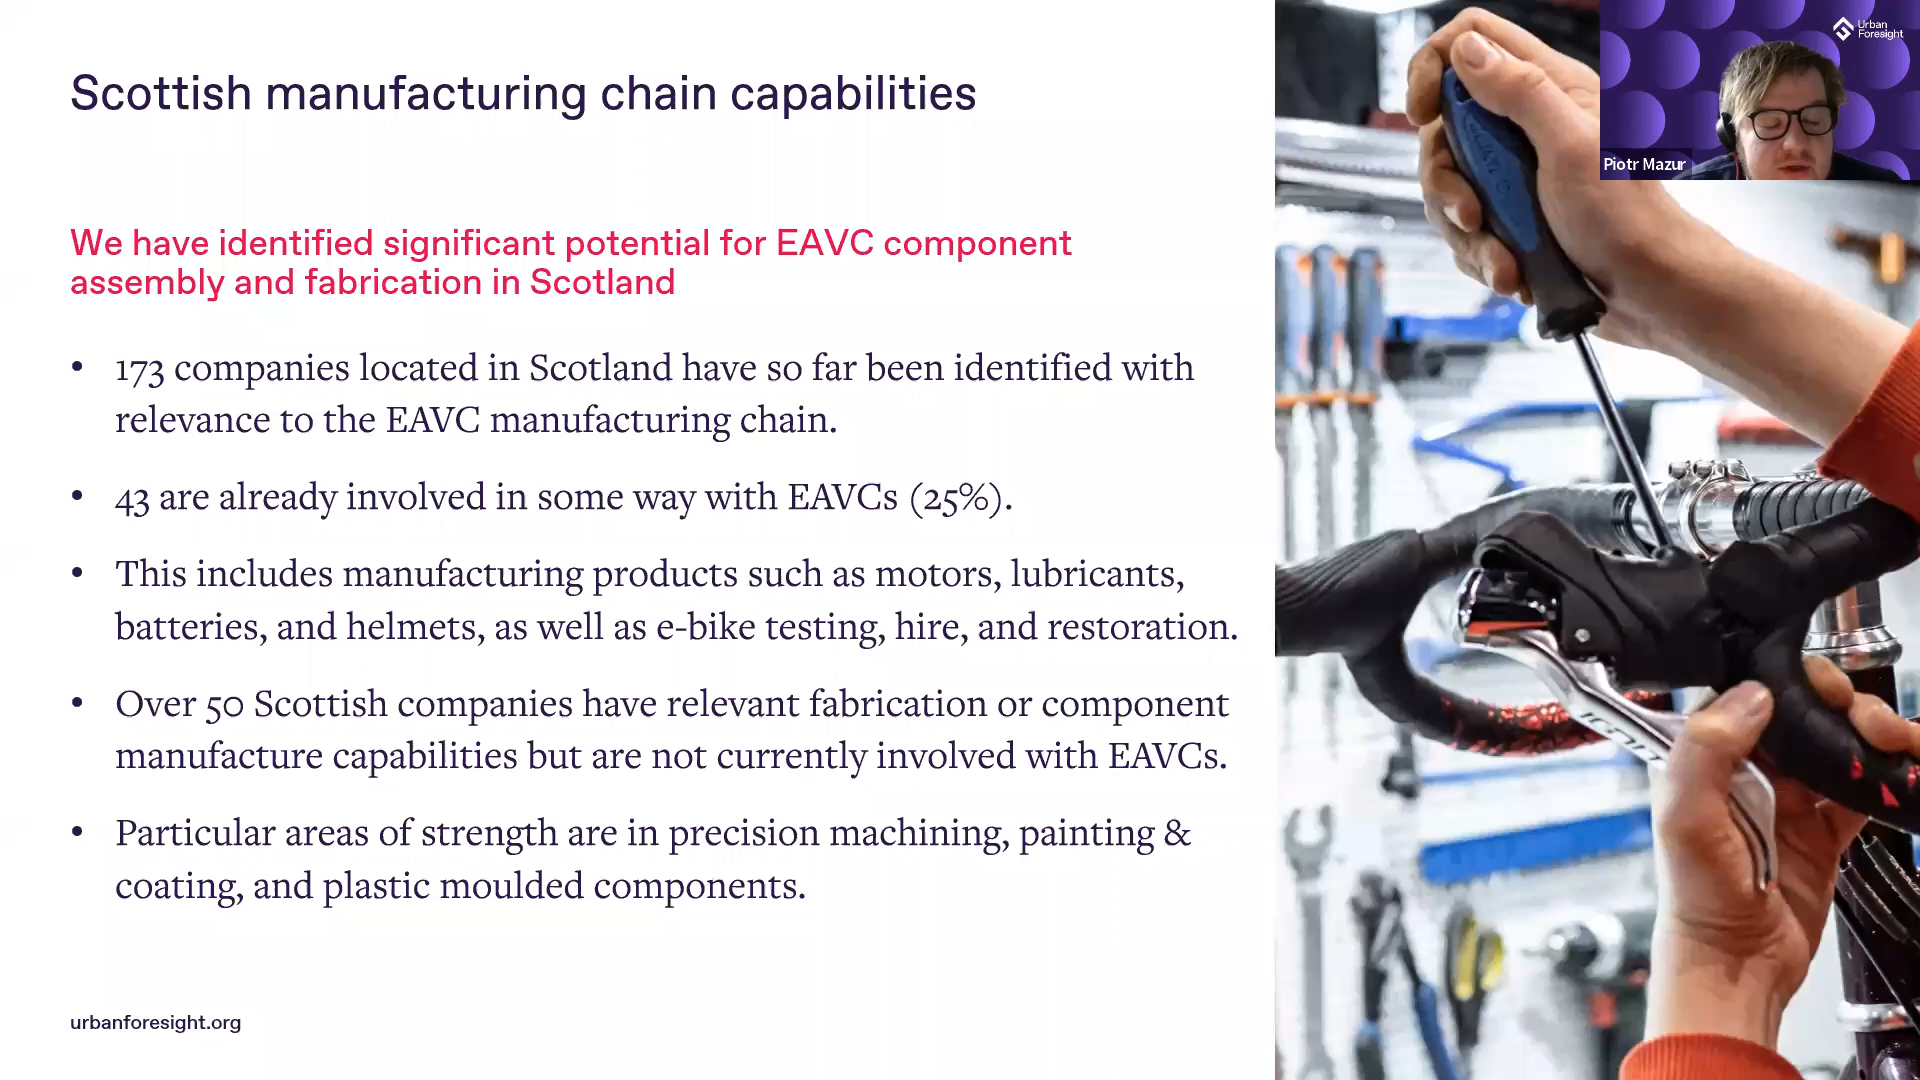 Scottish manufacturing chain capabilities
We have identified significant potential for EAVC component
assembly and fabrication in Scotland
• 173 companies located in Scotland have so far been identified with
relevance to the EAVC manufacturing chain.
• 43 are already involved in some way with EAVCs (25%).
• This includes manufacturing products such as motors, lubricants,
batteries, and helmets, as well as e-bike testing, hire, and restoration.
• Over 50 Scottish companies have relevant fabrication or component
manufacture capabilities but are not currently involved with EAVCs.
• Particular areas of strength are in precision machining, painting &
coating, and plastic moulded components.
urbanforesight.org
Urban
Foresight
Piotr Mazur